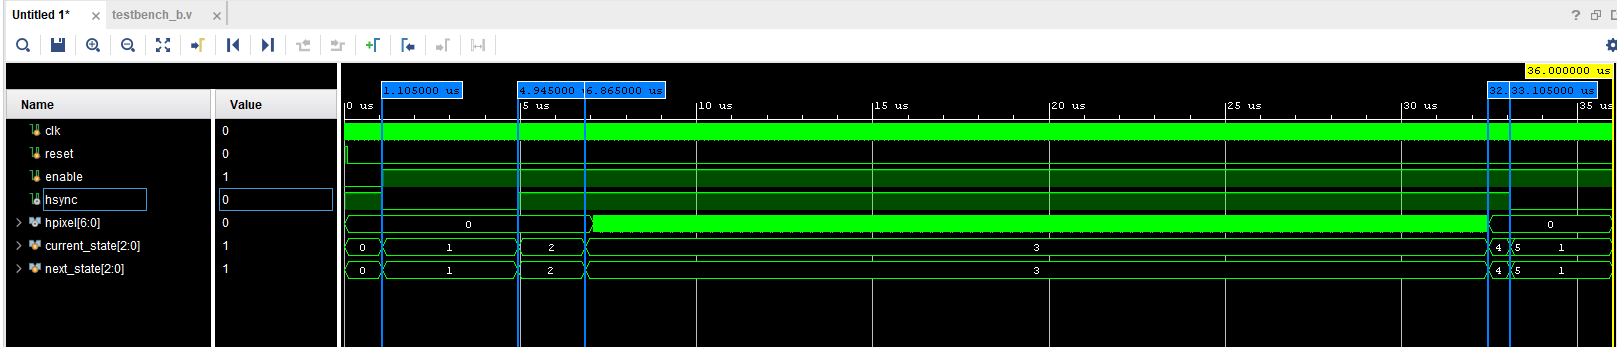 Untitled 1*
testbench_b.v
?
36.000000 us
1.105000 us
4.945000 us
6.865000 us
32.
33.105000 us
Name
Value
0 us
5 us
10 us
15 us
20 us
25 us
30 us
35 us
clk
0
reset
0
enable
1
hsync
0
hpixel[6:0]
0
0
0
current_state[2:0]
1
0
1
2
3
4
5
1
next_state[2:0]
1
0
1
2
3
4
5
1